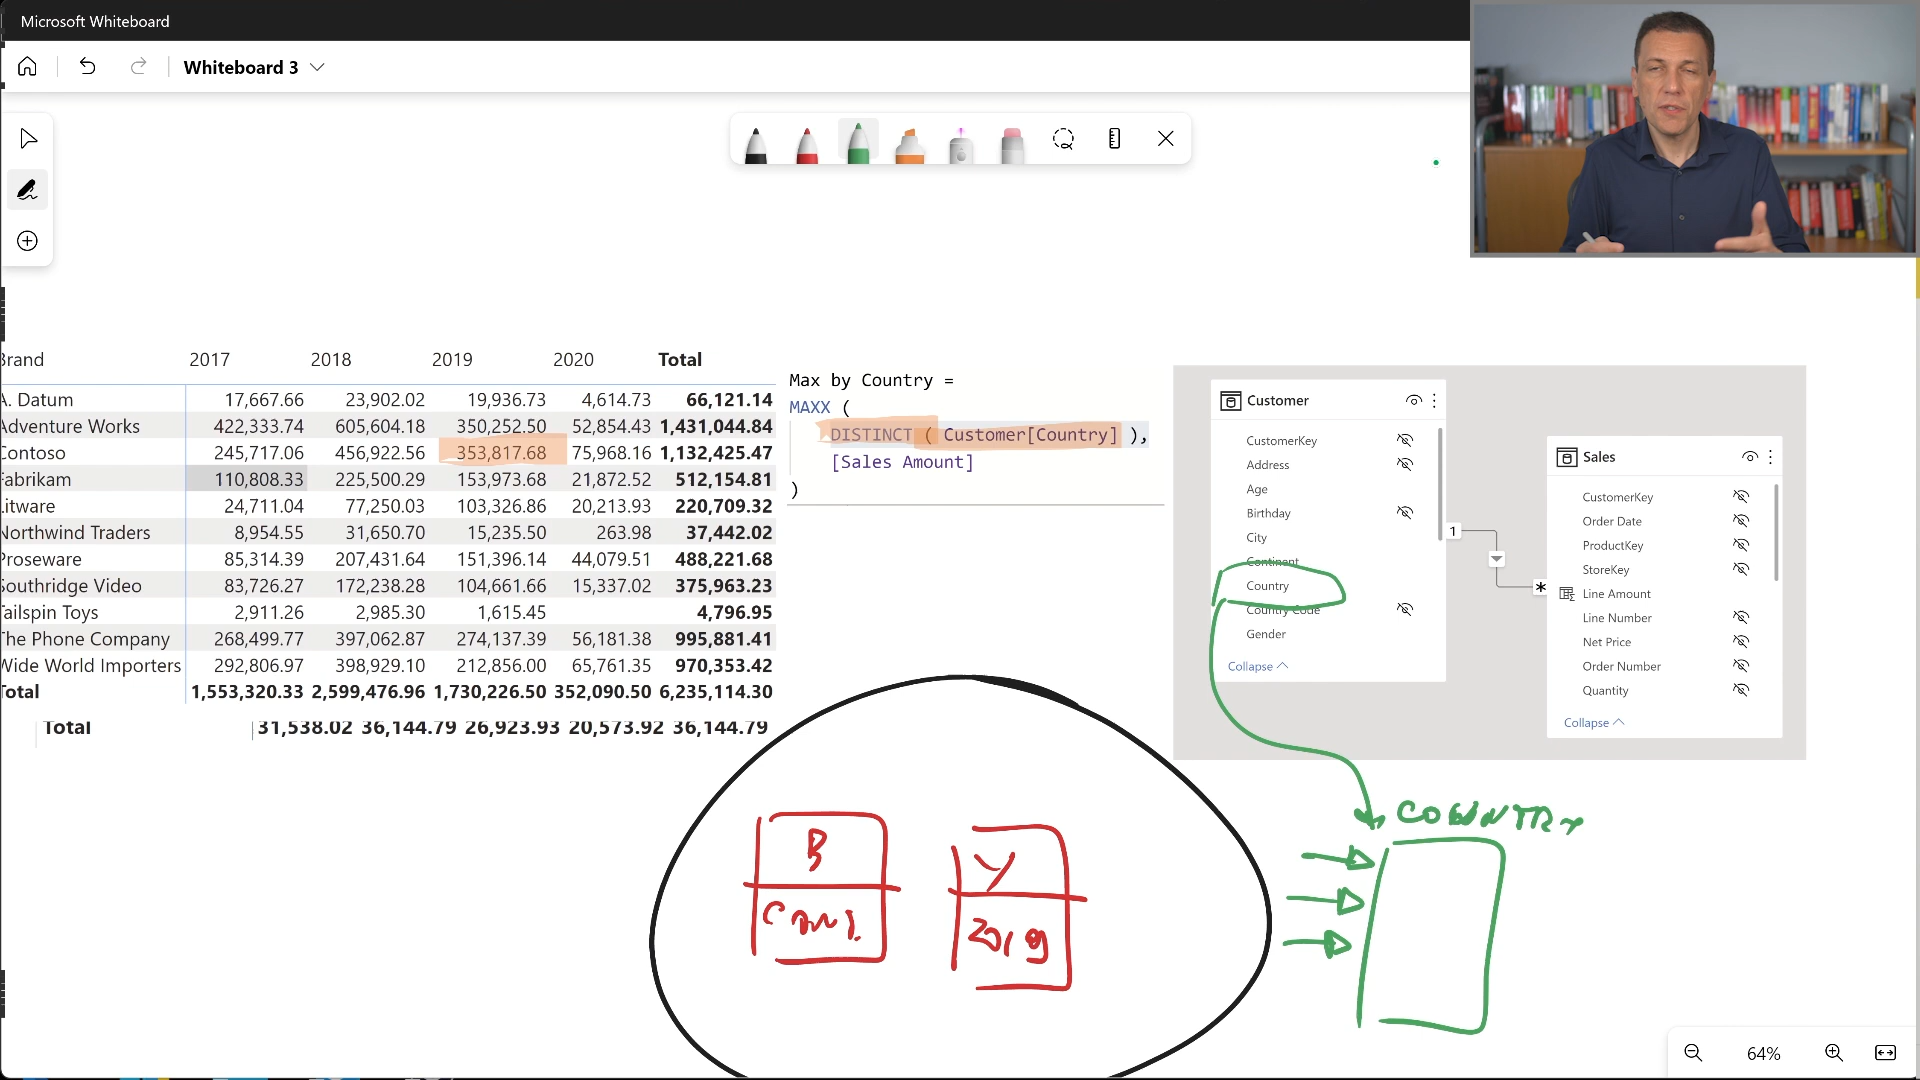 Microsoft Whiteboard
Whiteboard 3
Brand 2017 2018 2019 2020 Total
A. Datum 17,667.66 23,902.02 19,936.73 4,614.73 66,121.14
Adventure Works 422,333.74 605,604.18 350,252.50 52,854.43 1,431,044.84
Contoso 245,717.06 456,922.56 353,817.68 75,968.16 1,132,425.47
Fabrikam 110,808.33 225,500.29 153,973.68 21,872.52 512,154.81
Litware 24,711.04 77,250.03 103,326.86 20,213.93 220,709.32
Northwind Traders 8,954.55 31,650.70 15,235.50 263.98 37,442.02
Proseware 85,314.39 207,431.64 151,396.14 44,079.51 488,221.68
Southridge Video 83,726.27 172,238.28 104,661.66 15,337.02 375,963.23
Tailspin Toys 2,911.26 2,985.30 1,615.45 4,796.95
The Phone Company 268,499.77 397,062.87 274,137.39 56,181.38 995,881.41
Wide World Importers 292,806.97 398,929.10 212,856.00 65,761.35 970,353.42
Total 1,553,320.33 2,599,476.96 1,730,226.50 352,090.50 6,235,114.30
Total 31,538.02 36,144.79 26,923.93 20,573.92 36,144.79
Max by Country =
MAXX (
DISTINCT ( Customer[Country] ),
[Sales Amount]
)
Customer
CustomerKey
Address
Age
Birthday
City
Continent
Country
Country Code
Gender
Collapse
1
*
Sales
CustomerKey
Order Date
ProductKey
StoreKey
Line Amount
Line Number
Net Price
Order Number
Quantity
Collapse
B
CONT.
Y
2019
COUNTRY
64%